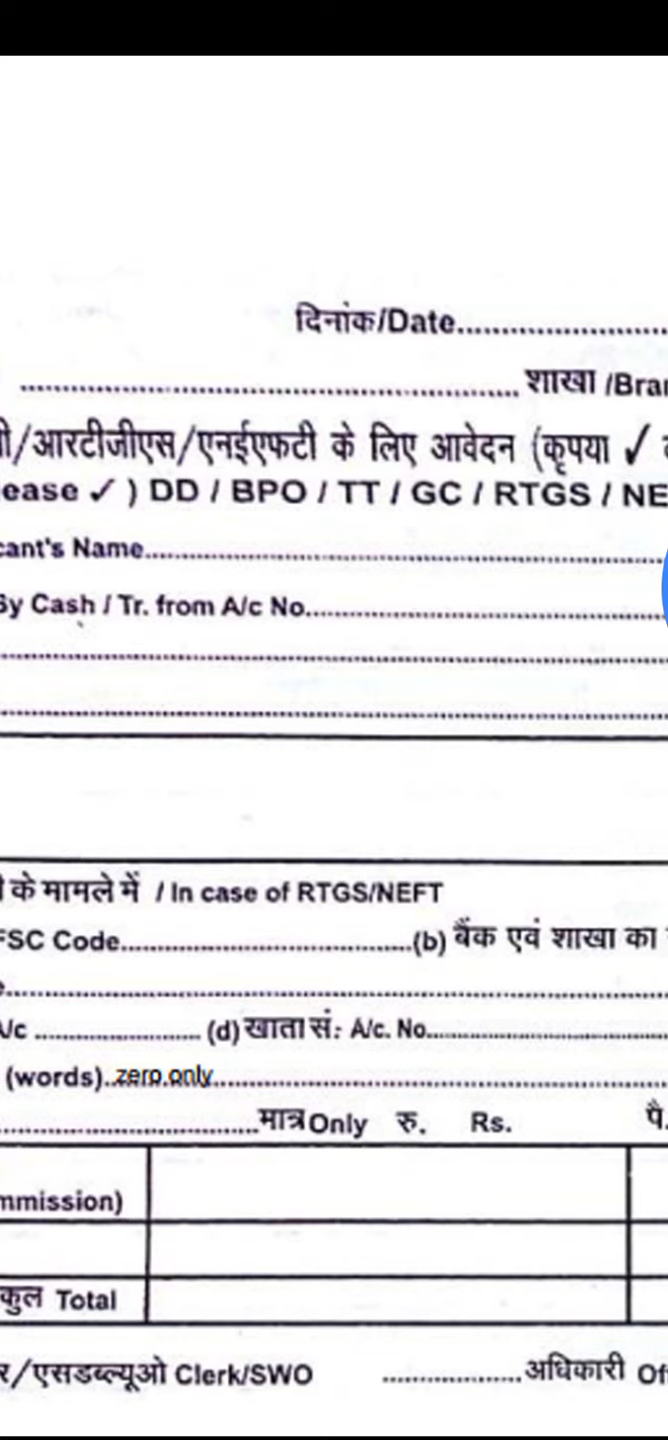 दिनांक/Date....................
.................................................. शाखा /Bran
/आरटीजीएस/एनईएफटी के लिए आवेदन (कृपया ✓
ease ✓ ) DD / BPO / TT / GC / RTGS / NE
cant's Name....................
By Cash / Tr. from A/c No....................
के मामले में / In case of RTGS/NEFT
FSC Code....................(b) बैंक एवं शाखा का
A/c .................... (d) खाता सं: A/c. No....................
(words)..zero.only....................
....................मात्र Only रु. Rs. पै.
mmission)
कुल Total
र/एसडब्ल्यूओ Clerk/SWO ....................अधिकारी Of